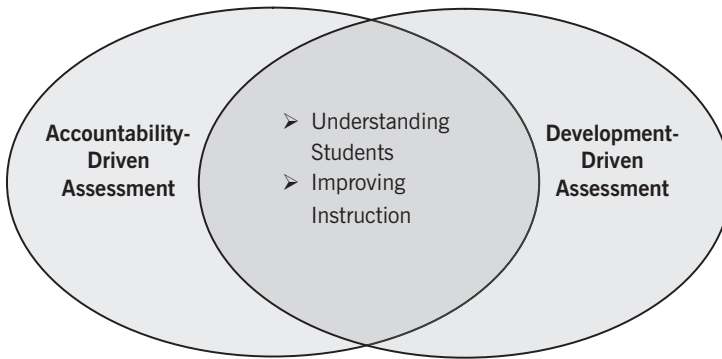 Accountability-
Driven
Assessment
➢ Understanding
Students
➢ Improving
Instruction
Development-
Driven
Assessment